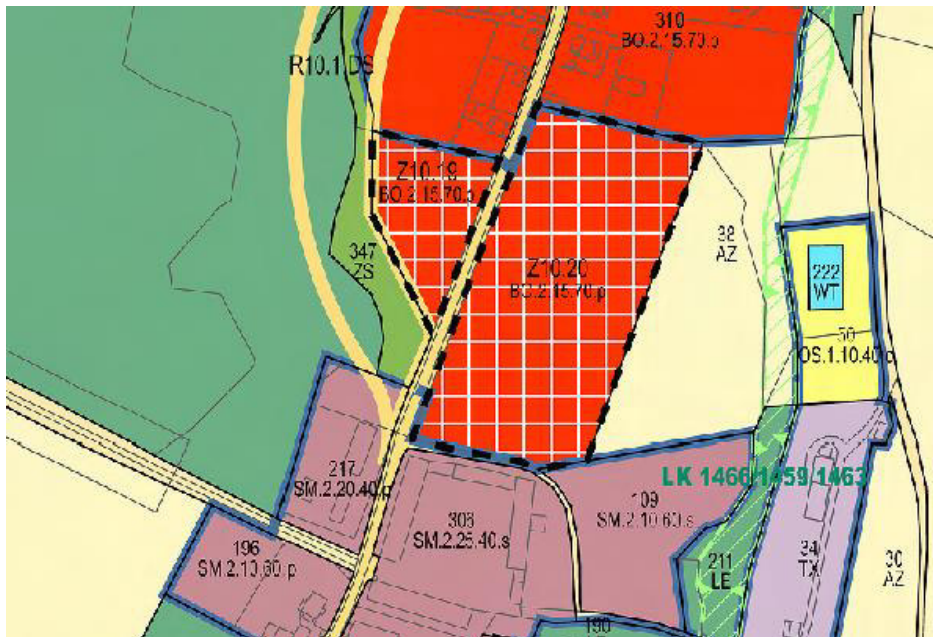 310
BO.2.15.70.p
R10.1.DS
Z10.19
BO.2.15.70.p
347
ZS
38
AZ
Z10.20
BO.2.15.70.p
222
WT
50
OS.1.10.40.p
217
SM.2.20.40.p
LK 1466/1459/1463
109
SM.2.10.60.s
306
SM.2.25.40.s
196
SM.2.10.60.p
211
LE
34
TX
30
AZ
190